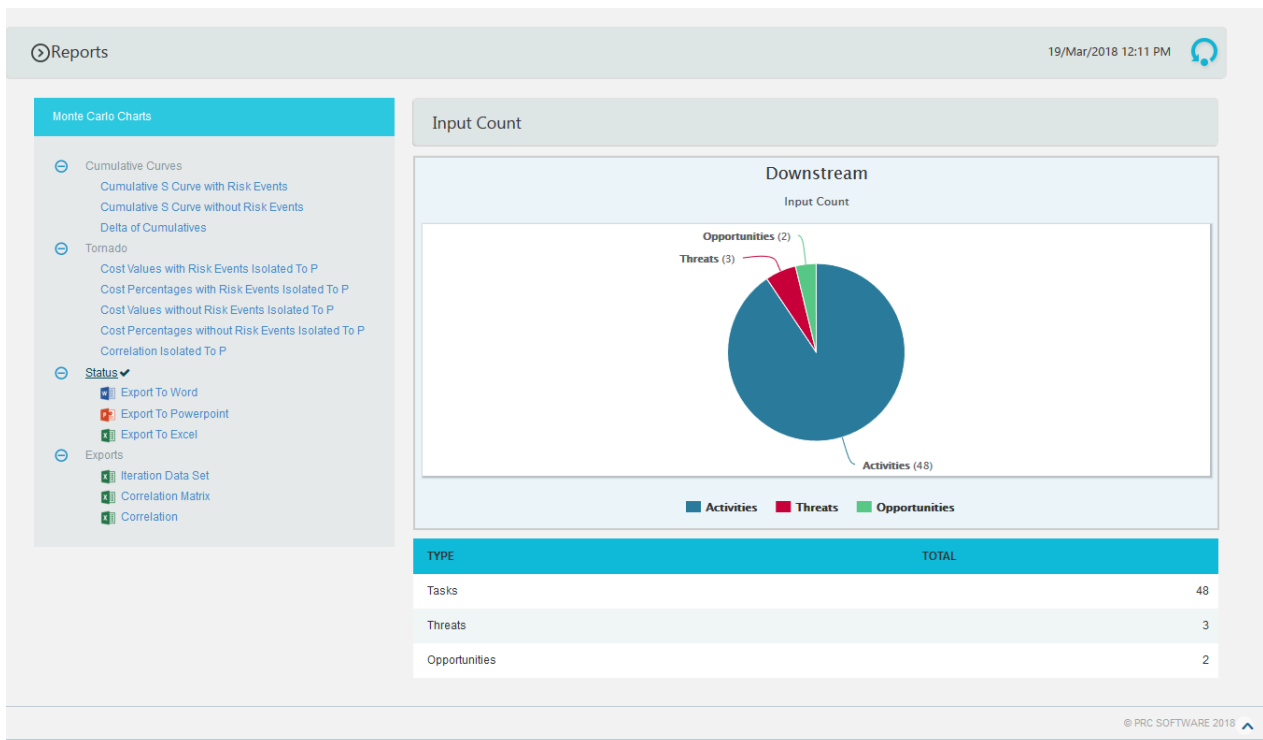 Reports
19/Mar/2018 12:11 PM
Monte Carlo Charts
Cumulative Curves
Cumulative S Curve with Risk Events
Cumulative S Curve without Risk Events
Delta of Cumulatives
Tornado
Cost Values with Risk Events Isolated To P
Cost Percentages with Risk Events Isolated To P
Cost Values without Risk Events Isolated To P
Cost Percentages without Risk Events Isolated To P
Correlation Isolated To P
Status
Export To Word
Export To Powerpoint
Export To Excel
Exports
Iteration Data Set
Correlation Matrix
Correlation
Input Count
Downstream
Input Count
Opportunities (2)
Threats (3)
Activities (48)
Activities Threats Opportunities
TYPE TOTAL
Tasks 48
Threats 3
Opportunities 2
© PRC SOFTWARE 2018